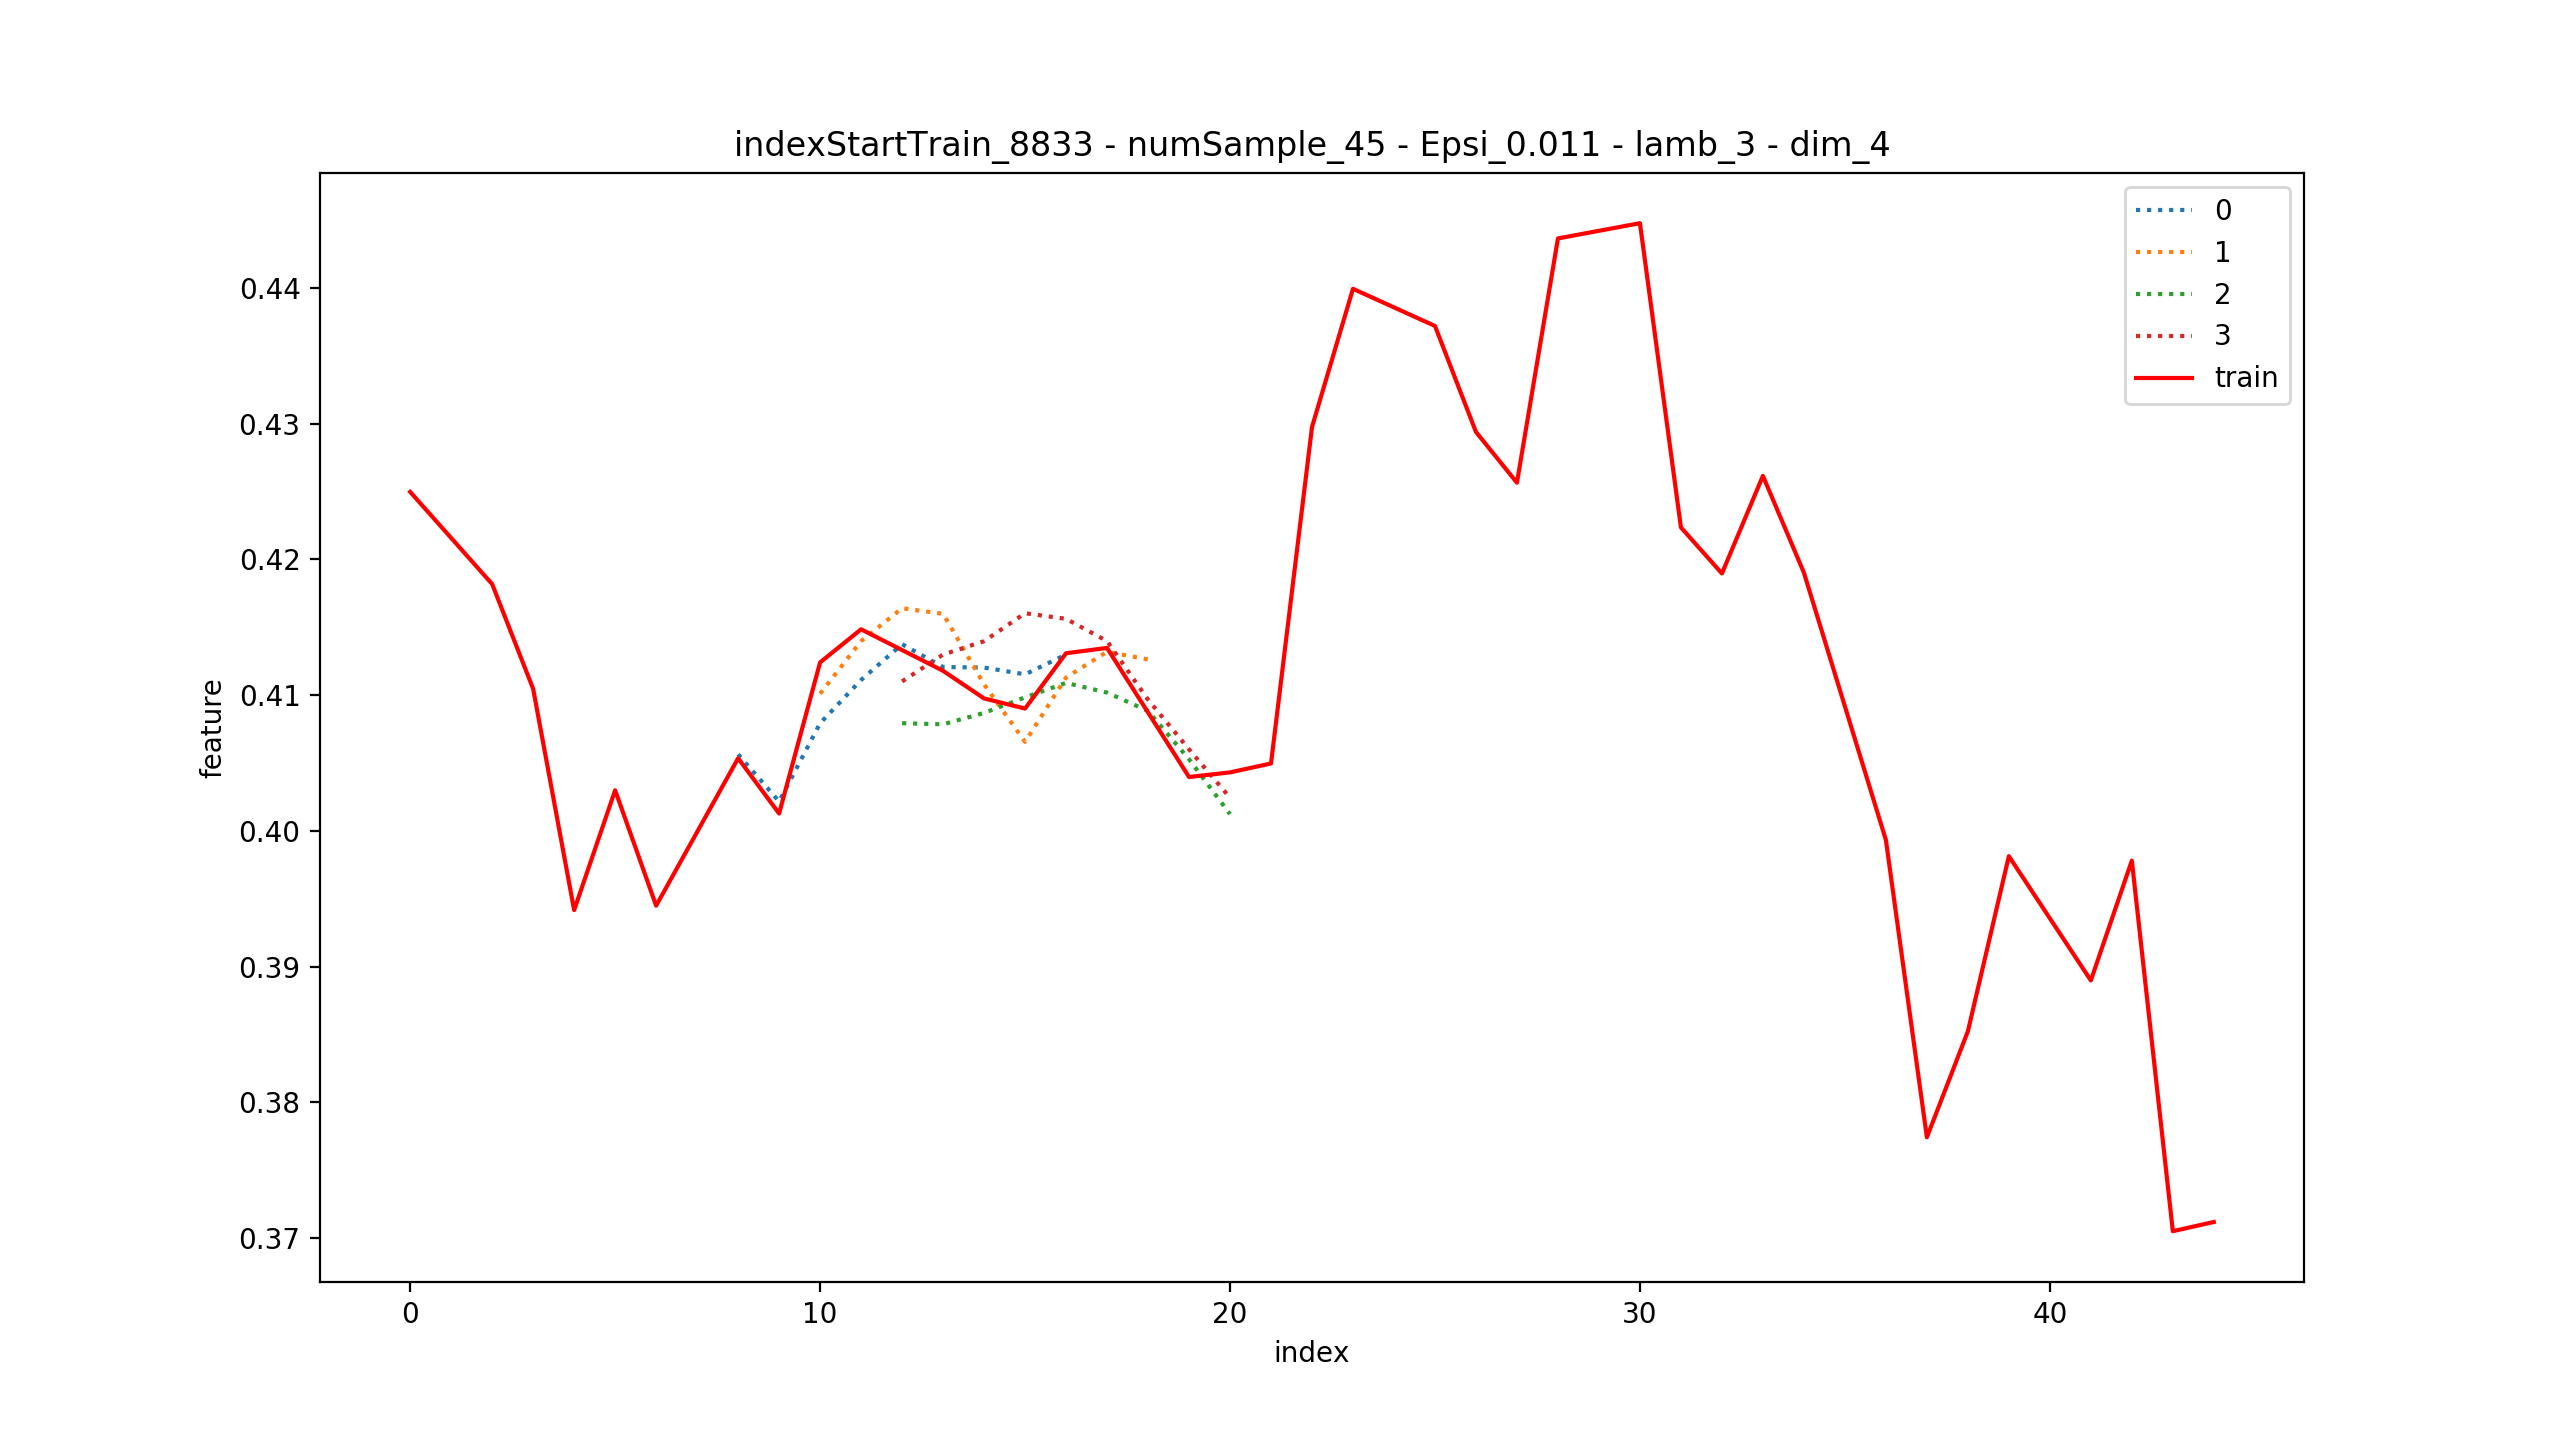 indexStartTrain_8833 - numSample_45 - Epsi_0.011 - lamb_3 - dim_4
0
1
2
3
train
0.44
0.43
0.42
0.41
0.40
0.39
0.38
0.37
feature
0 10 20 30 40
index